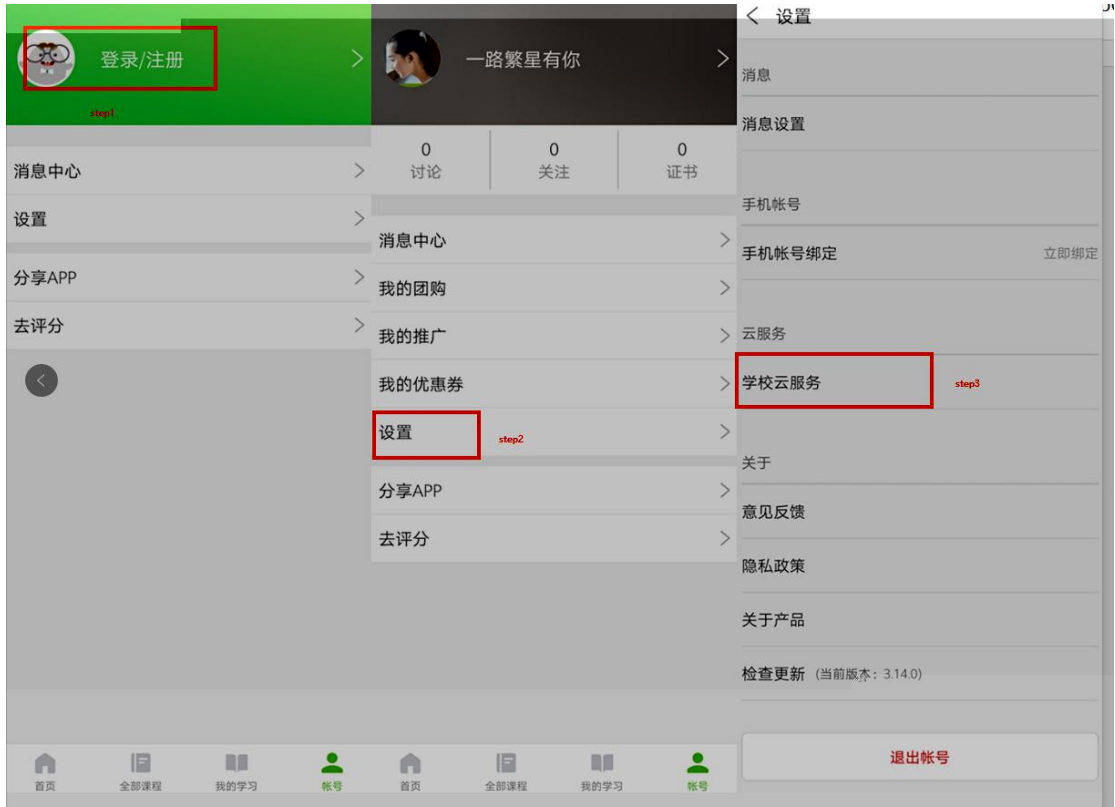 登录/注册
step1
消息中心
设置
分享APP
去评分
首页
全部课程
我的学习
帐号
一路繁星有你
0
0
0
讨论
关注
证书
消息中心
我的团购
我的推广
我的优惠券
设置
step2
分享APP
去评分
首页
全部课程
我的学习
帐号
设置
消息
消息设置
手机帐号
手机帐号绑定
立即绑定
云服务
学校云服务
step3
关于
意见反馈
隐私政策
关于产品
检查更新 (当前版本: 3.14.0)
退出帐号